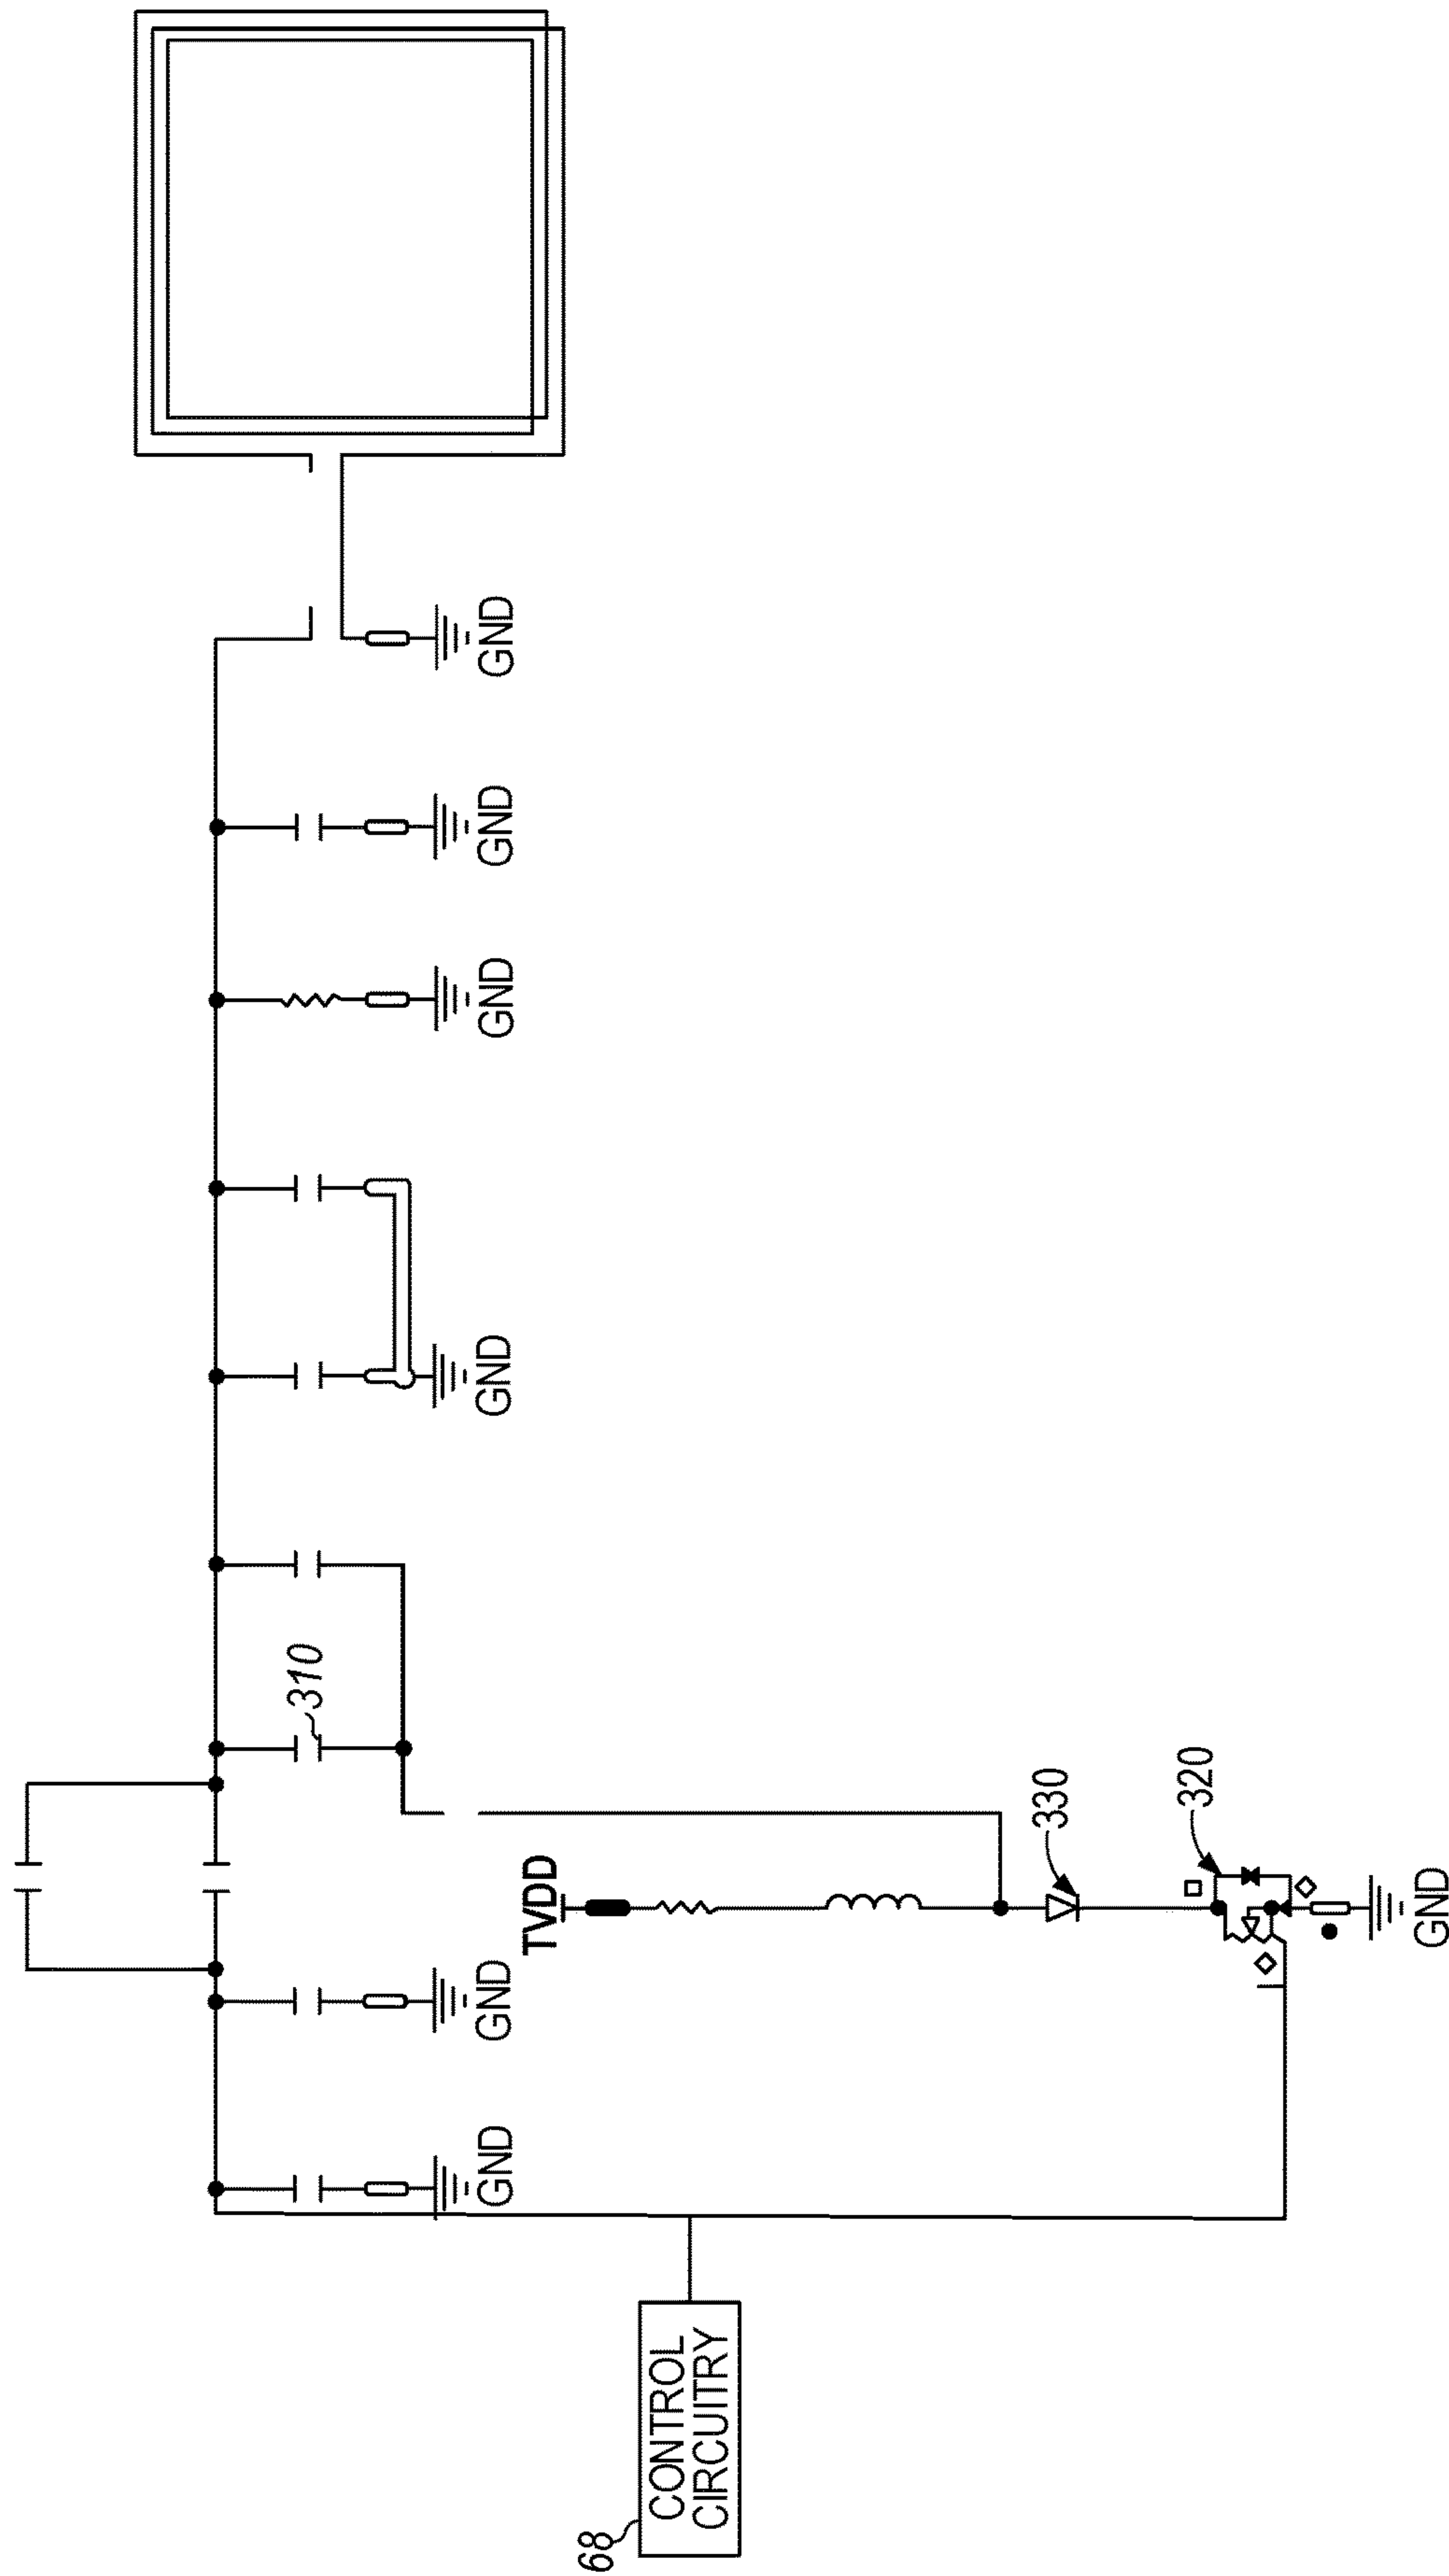 GND
GND
GND
GND
310
330
320
TVDD
GND
GND
GND
68
CONTROL
CIRCUITRY